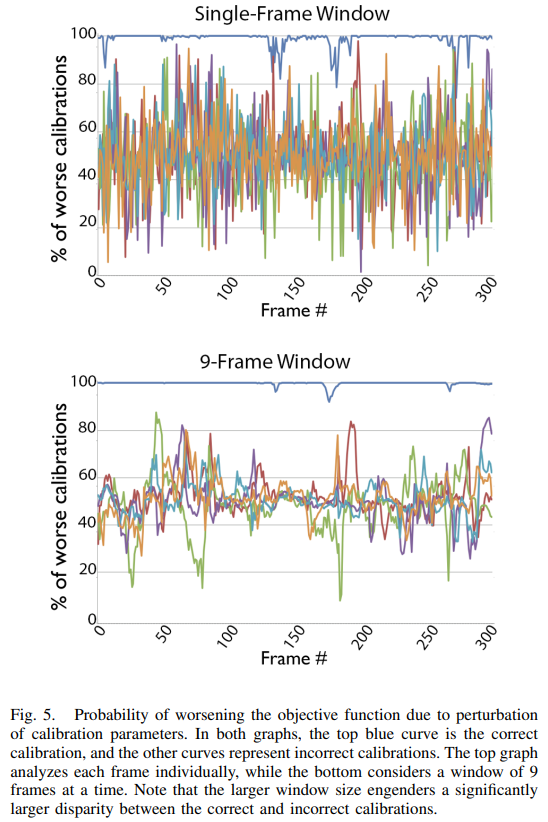 Single-Frame Window
100
80
60
40
20
0
% of worse calibrations
0 50 100 150 200 250 300
Frame #
9-Frame Window
100
80
60
40
20
0
% of worse calibrations
0 50 100 150 200 250 300
Frame #
Fig. 5. Probability of worsening the objective function due to perturbation
of calibration parameters. In both graphs, the top blue curve is the correct
calibration, and the other curves represent incorrect calibrations. The top graph
analyzes each frame individually, while the bottom considers a window of 9
frames at a time. Note that the larger window size engenders a significantly
larger disparity between the correct and incorrect calibrations.